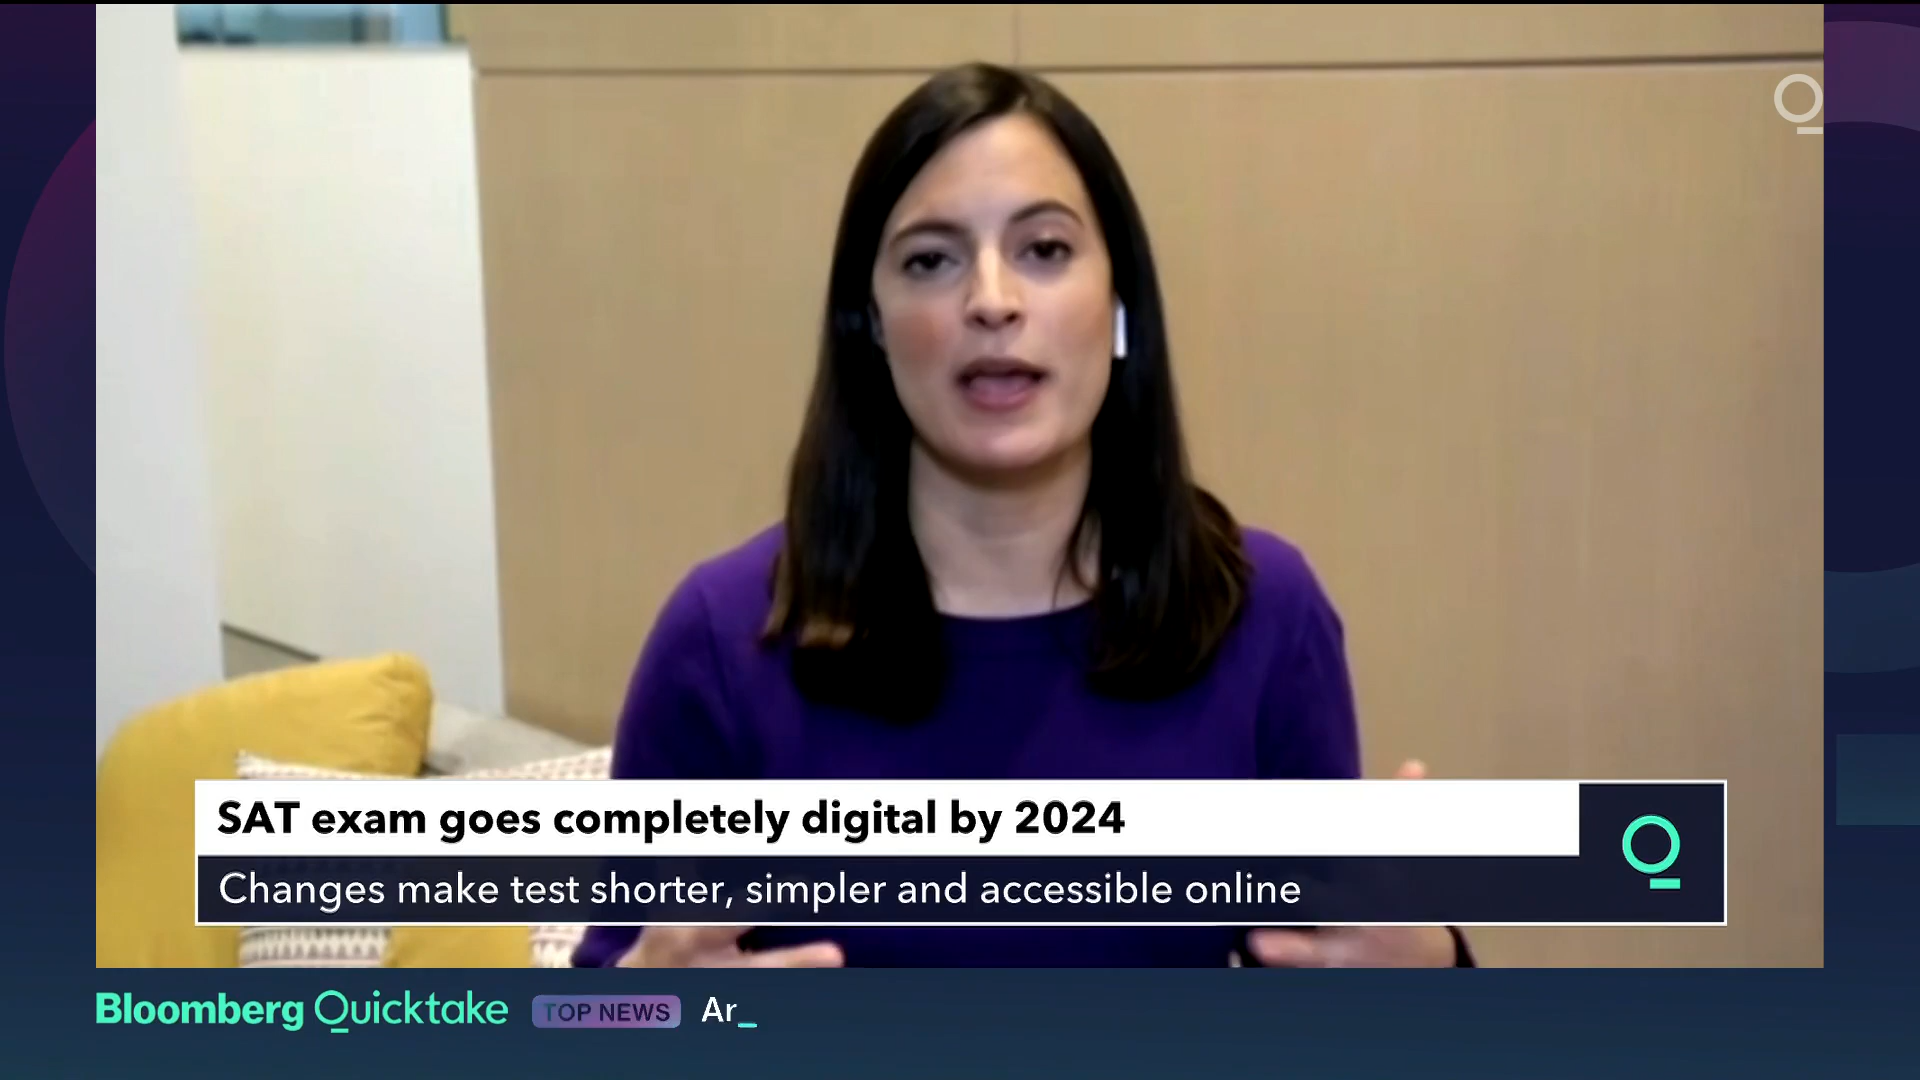 SAT exam goes completely digital by 2024
Changes make test shorter, simpler and accessible online
Bloomberg Quicktake TOP NEWS Ar_